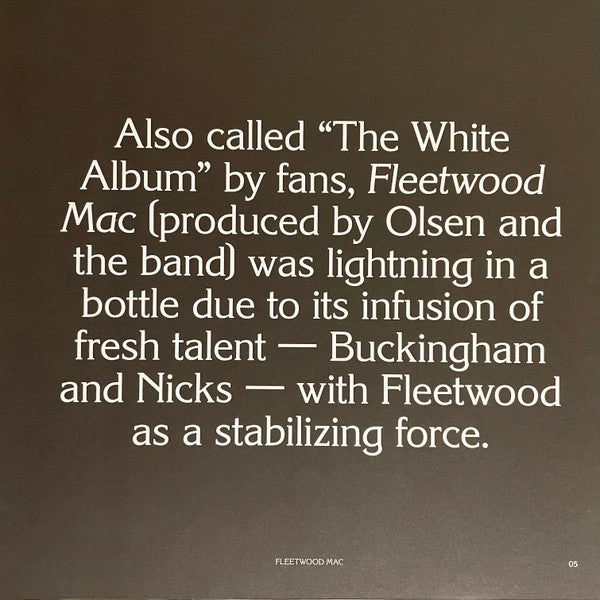 Also called “The White
Album” by fans, Fleetwood
Mac (produced by Olsen and
the band) was lightning in a
bottle due to its infusion of
fresh talent — Buckingham
and Nicks — with Fleetwood
as a stabilizing force.
FLEETWOOD MAC
05